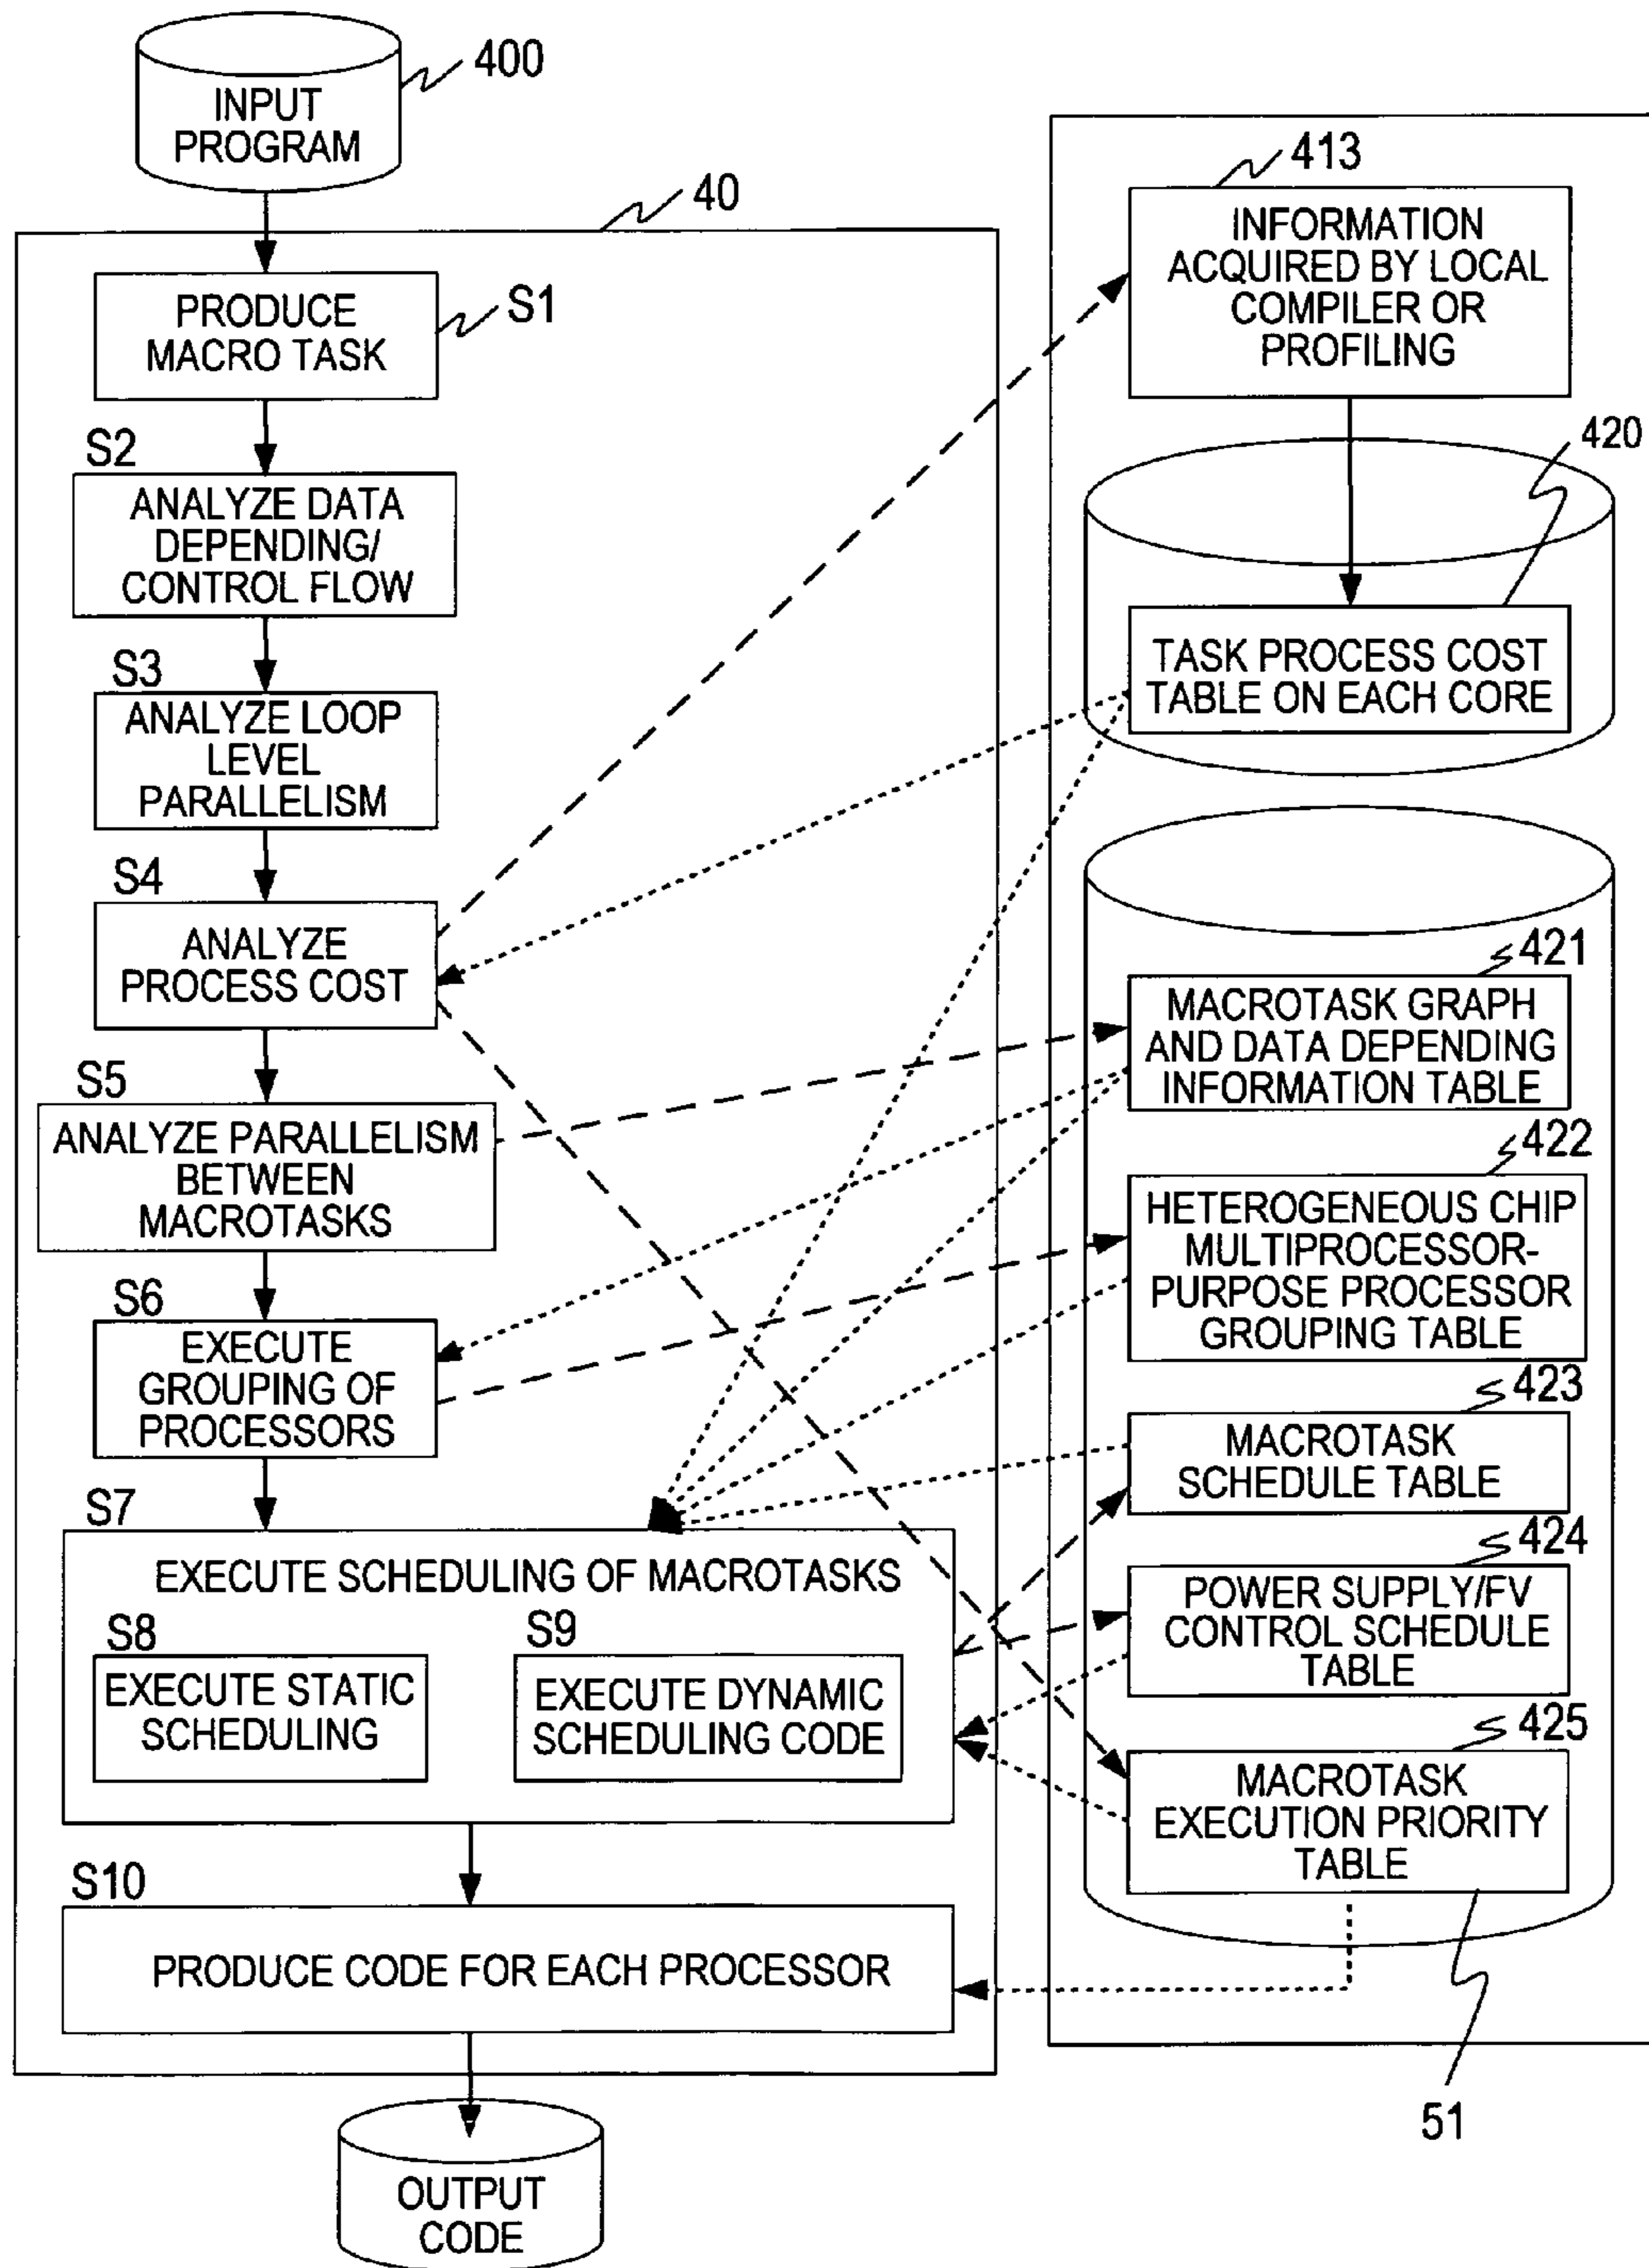 400
INPUT
PROGRAM
40
S1
PRODUCE
MACRO TASK
S2
ANALYZE DATA
DEPENDING/
CONTROL FLOW
S3
ANALYZE LOOP
LEVEL
PARALLELISM
S4
ANALYZE
PROCESS COST
S5
ANALYZE PARALLELISM
BETWEEN
MACROTASKS
S6
EXECUTE
GROUPING OF
PROCESSORS
S7
EXECUTE SCHEDULING OF MACROTASKS
S8
EXECUTE STATIC
SCHEDULING
S9
EXECUTE DYNAMIC
SCHEDULING CODE
S10
PRODUCE CODE FOR EACH PROCESSOR
OUTPUT
CODE
413
INFORMATION
ACQUIRED BY LOCAL
COMPILER OR
PROFILING
420
TASK PROCESS COST
TABLE ON EACH CORE
421
MACROTASK GRAPH
AND DATA DEPENDING
INFORMATION TABLE
422
HETEROGENEOUS CHIP
MULTIPROCESSOR-
PURPOSE PROCESSOR
GROUPING TABLE
423
MACROTASK
SCHEDULE TABLE
424
POWER SUPPLY/FV
CONTROL SCHEDULE
TABLE
425
MACROTASK
EXECUTION PRIORITY
TABLE
51